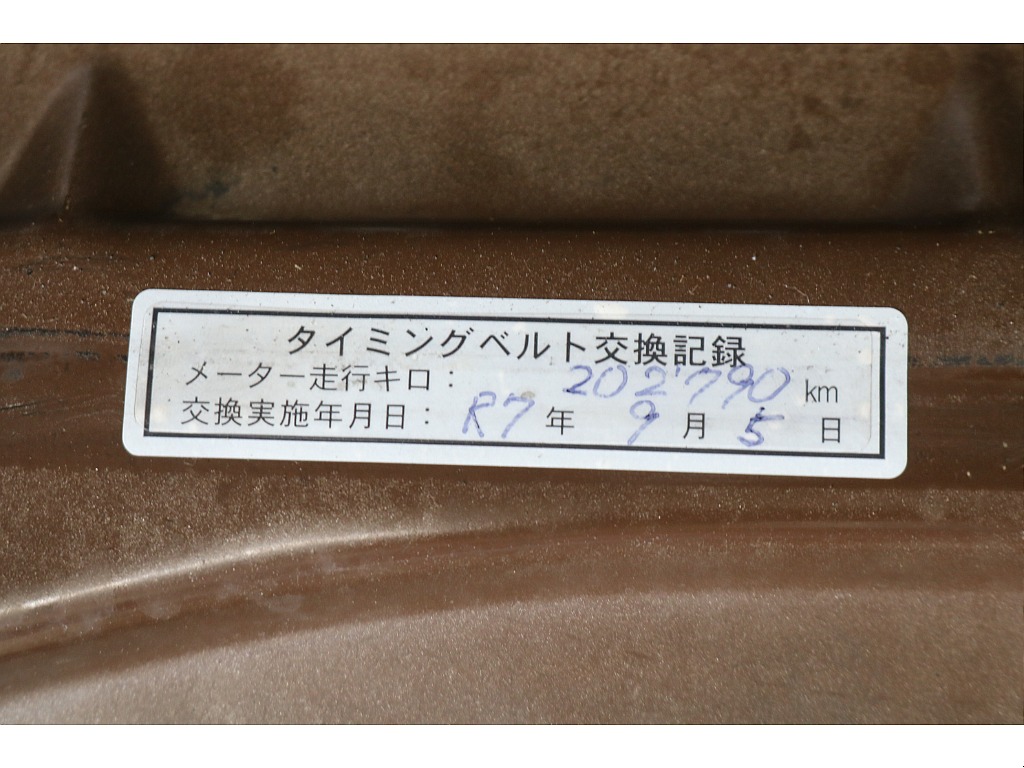 タイミングベルト交換記録
メーター走行キロ： 202790 km
交換実施年月日： R7 年 9 月 5 日